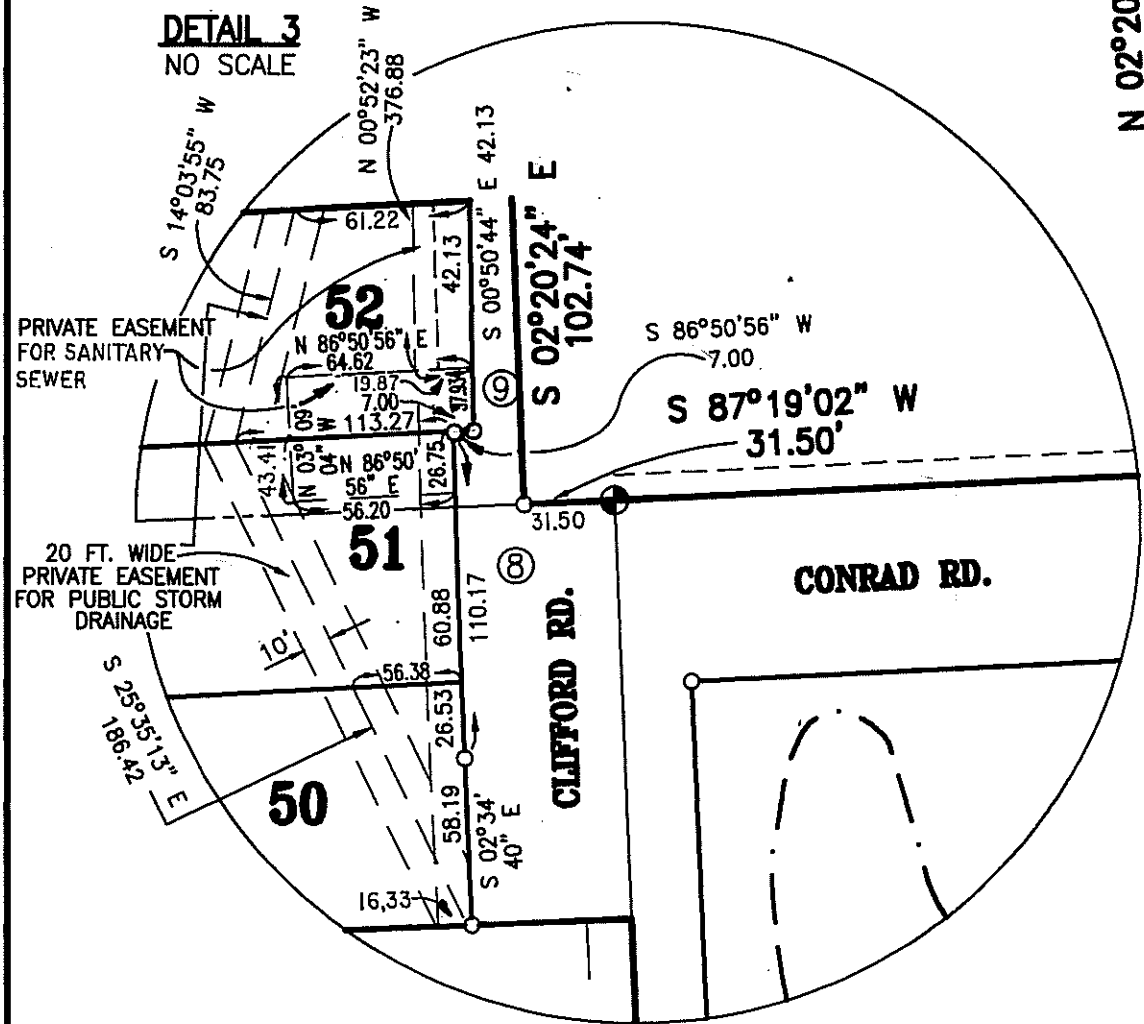 DETAIL 3
NO SCALE
N 02°20
N 00°52'23" W
376.88
S 14°03'55" W
83.75
S 00°50'44" E 42.13
S 02°20'24" E
102.74'
61.22
42.13
52
PRIVATE EASEMENT
FOR SANITARY
SEWER
N 86°50'56" E
64.62
19.87
7.00
113.27
9
S 86°50'56" W
7.00
S 87°19'02" W
31.50'
43.41
N 03°09'
04" W
N 86°50'
56" E
56.20
26.75
31.50
51
8
20 FT. WIDE
PRIVATE EASEMENT
FOR PUBLIC STORM
DRAINAGE
CONRAD RD.
CLIFFORD RD.
60.88
110.17
10'
56.38
26.53
S 25°35'13" E
186.42
50
58.19
S 02°34'
40" E
16,33